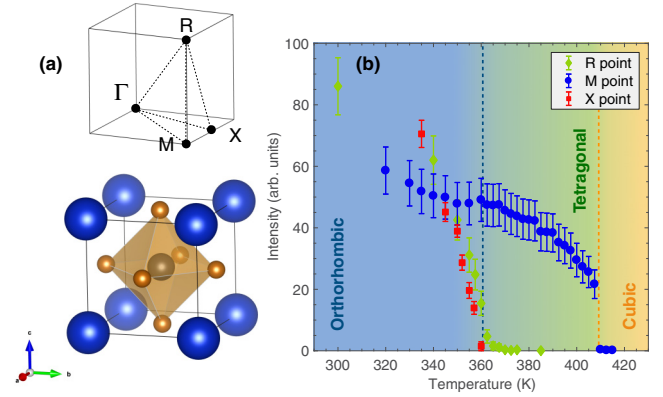 (a)
R
Γ
M
X
c
a
b
(b)
R point
M point
X point
Orthorhombic
Tetragonal
Cubic
Intensity (arb. units)
100
80
60
40
20
0
300 320 340 360 380 400 420
Temperature (K)